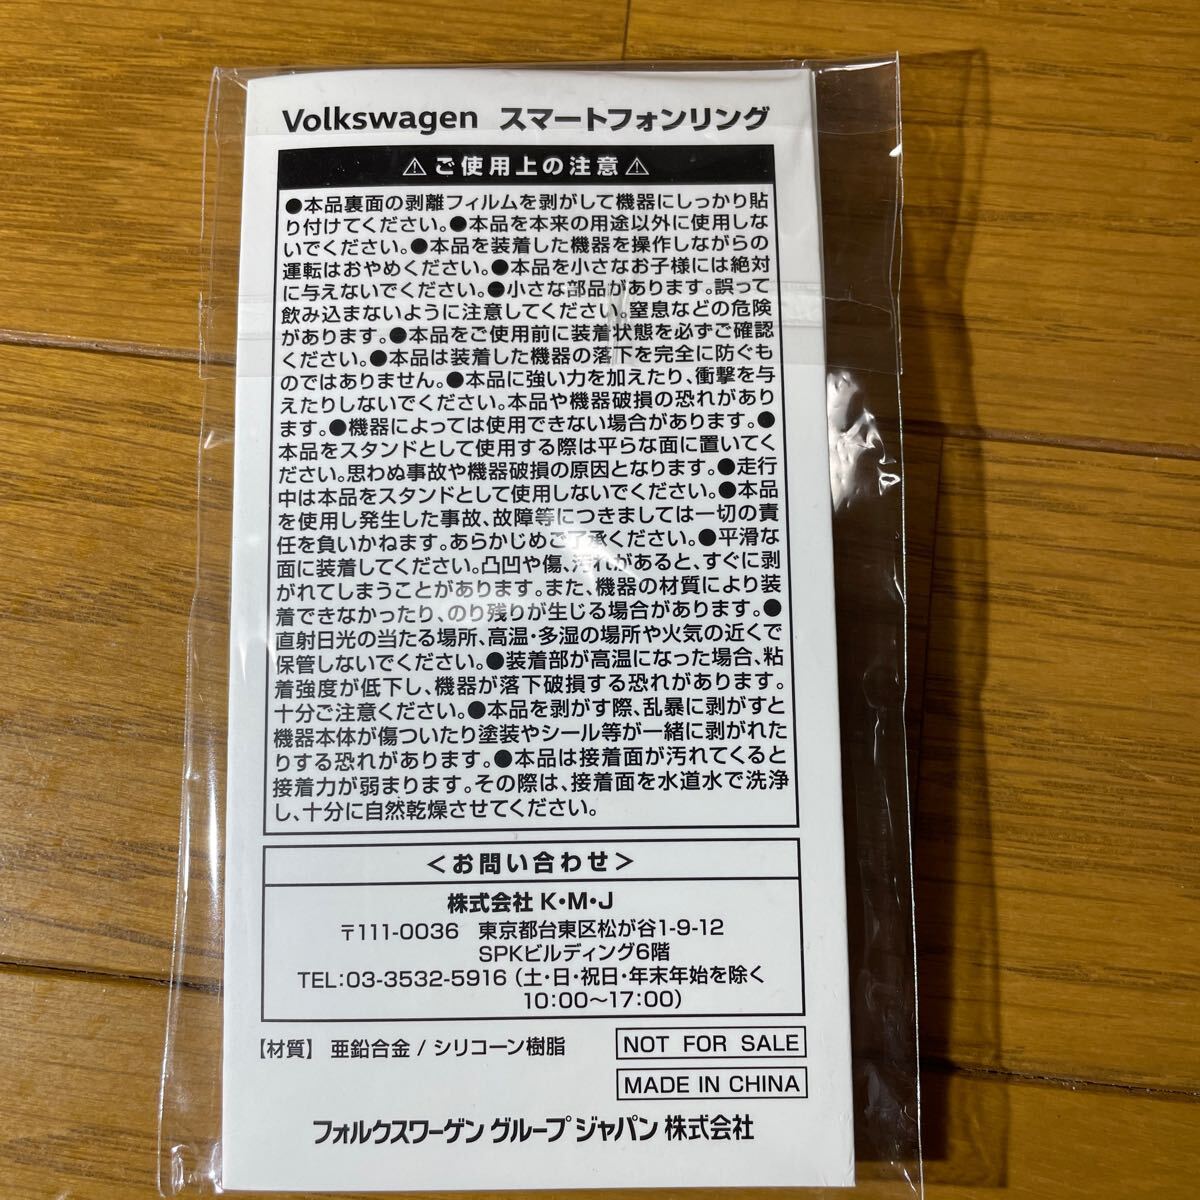 Volkswagen スマートフォンリング
⚠ご使用上の注意⚠
●本品裏面の剥離フィルムを剥がして機器にしっかり貼
り付けてください。●本品を本来の用途以外に使用しな
いでください。●本品を装着した機器を操作しながらの
運転はおやめください。●本品を小さなお子様には絶対
に与えないでください。●小さな部品があります。誤って
飲み込まないように注意してください。窒息などの危険
があります。●本品をご使用前に装着状態を必ずご確認
ください。●本品は装着した機器の落下を完全に防ぐも
のではありません。●本品に強い力を加えたり、衝撃を与
えたりしないでください。本品や機器破損の恐れがあり
ます。●機器によっては使用できない場合があります。●
本品をスタンドとして使用する際は平らな面に置いてく
ださい。思わぬ事故や機器破損の原因となります。●走行
中は本品をスタンドとして使用しないでください。●本品
を使用し発生した事故、故障等につきましては一切の責
任を負いかねます。あらかじめご了承ください。●平滑な
面に装着してください。凸凹や傷、汚れがあると、すぐに剥
がれてしまうことがあります。また、機器の材質により装
着できなかったり、のり残りが生じる場合があります。●
直射日光の当たる場所、高温・多湿の場所や火気の近くで
保管しないでください。●装着部が高温になった場合、粘
着強度が低下し、機器が落下破損する恐れがあります。
十分ご注意ください。●本品を剥がす際、乱暴に剥がすと
機器本体が傷ついたり塗装やシール等が一緒に剥がれた
りする恐れがあります。●本品は接着面が汚れてくると
接着力が弱まります。その際は、接着面を水道水で洗浄
し、十分に自然乾燥させてください。
＜お問い合わせ＞
株式会社 K・M・J
〒111-0036 東京都台東区松が谷1-9-12
SPKビルディング6階
TEL:03-3532-5916 (土・日・祝日・年末年始を除く
10:00〜17:00)
【材質】 亜鉛合金 / シリコーン樹脂
NOT FOR SALE
MADE IN CHINA
フォルクスワーゲン グループ ジャパン 株式会社